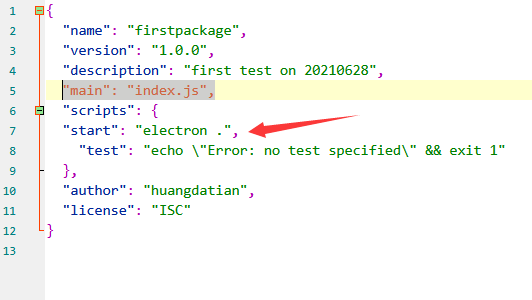 1 {
2 "name": "firstpackage",
3 "version": "1.0.0",
4 "description": "first test on 20210628",
5 "main": "index.js",
6 "scripts": {
7 "start": "electron .",
8 "test": "echo \"Error: no test specified\" && exit 1"
9 },
10 "author": "huangdatian",
11 "license": "ISC"
12 }
13